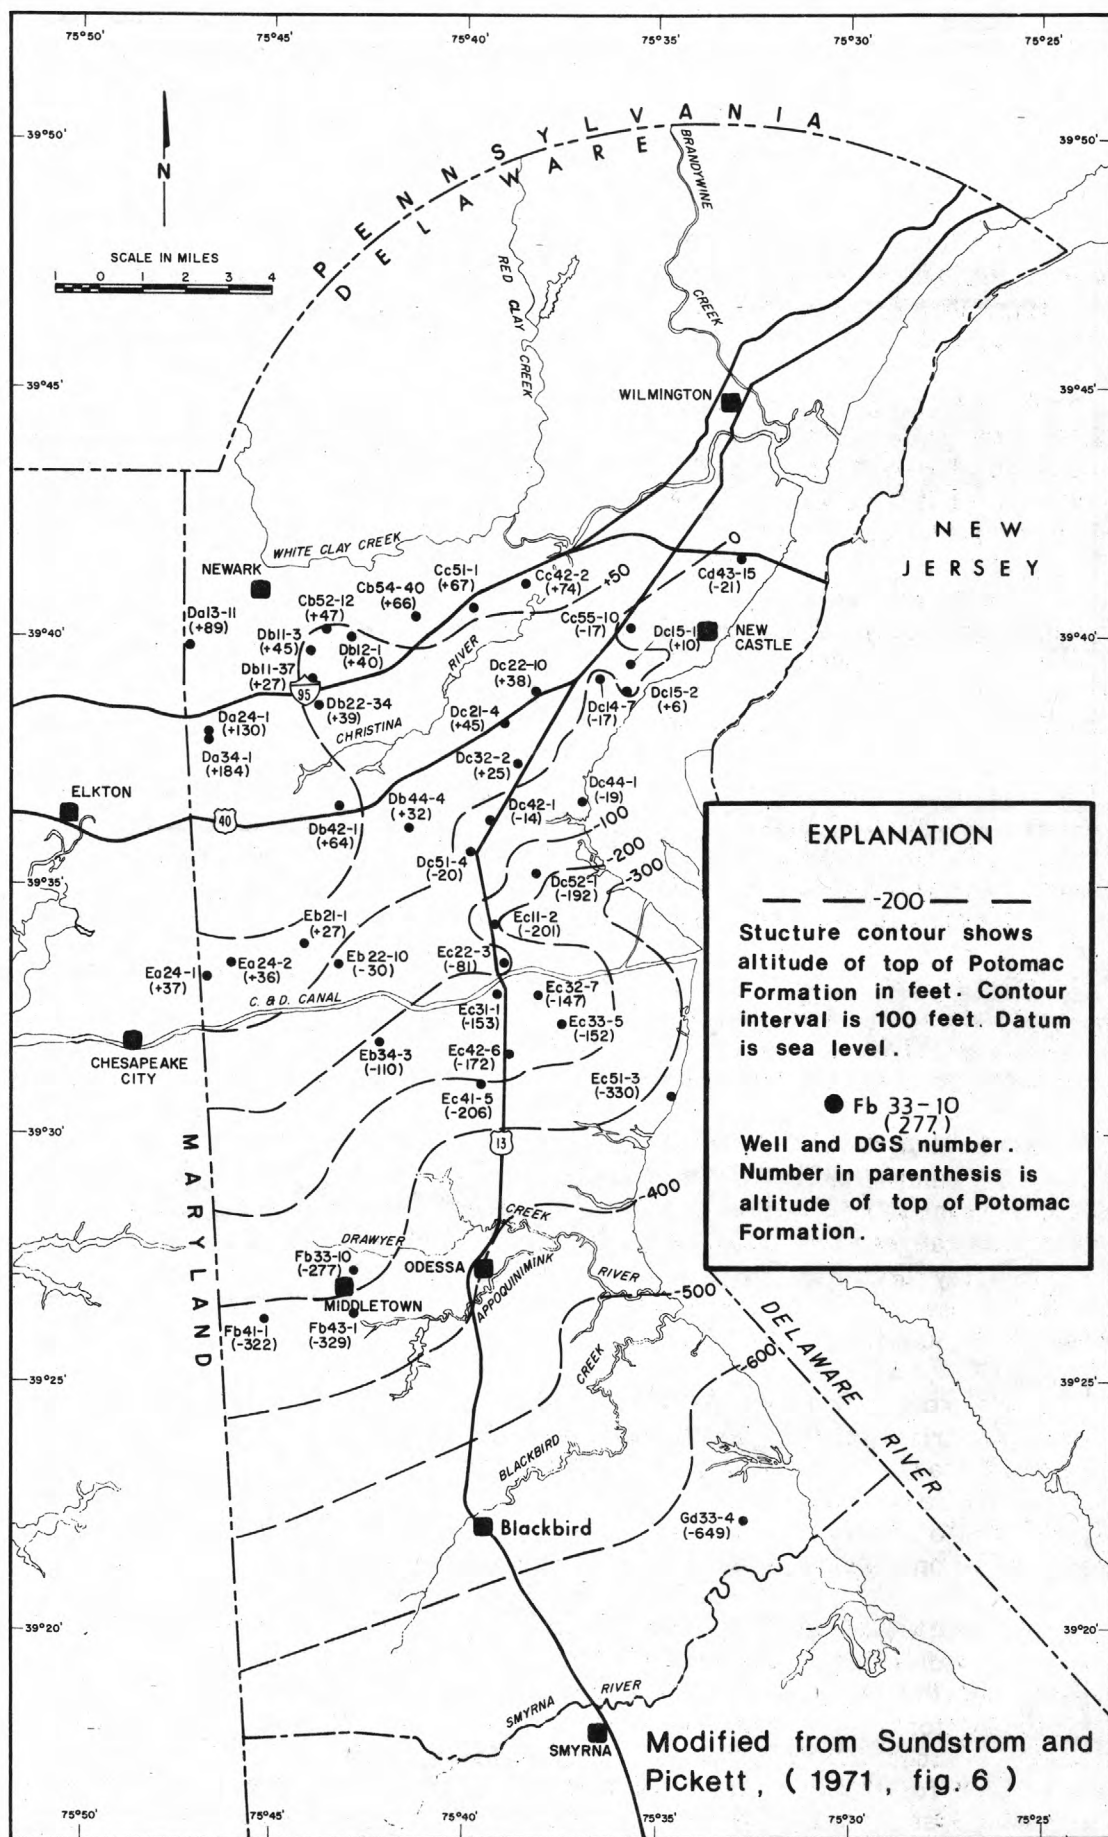 75°50'
75°45'
75°40'
75°35'
75°30'
75°25'
39°50'
39°50'
PENNSYLVANIA
DELAWARE
N
BRANDYWINE
CREEK
RED CLAY CREEK
SCALE IN MILES
1 0 1 2 3 4
39°45'
39°45'
WILMINGTON
NEW
JERSEY
WHITE CLAY CREEK
NEWARK
0
Cd43-15
(-21)
Cc42-2
(+74)
+50
Cc51-1
(+67)
Cb54-40
(+66)
Cb52-12
(+47)
Da13-11
(+89)
39°40'
39°40'
Cc55-10
(-17)
Dc15-1
(+10)
NEW
CASTLE
Db11-3
(+45)
Db12-1
(+40)
Db11-37
(+27)
95
RIVER
CHRISTINA
Dc22-10
(+38)
Dc14-7
(-17)
Dc15-2
(+6)
Db22-34
(+39)
Dc21-4
(+45)
Da24-1
(+130)
Da34-1
(+184)
Dc32-2
(+25)
ELKTON
40
Db42-1
(+64)
Db44-4
(+32)
Dc42-1
(-14)
Dc44-1
(-19)
-100
-200
-300
Dc51-4
(-20)
Dc52-1
(-192)
39°35'
EXPLANATION
-200
Stucture contour shows
altitude of top of Potomac
Formation in feet. Contour
interval is 100 feet. Datum
is sea level.
Fb 33-10
(277)
Well and DGS number.
Number in parenthesis is
altitude of top of Potomac
Formation.
Eb21-1
(+27)
Ec11-2
(-201)
Ea24-1
(+37)
Ea24-2
(+36)
Eb22-10
(-30)
Ec22-3
(-81)
C. & D. CANAL
Ec31-1
(-153)
Ec32-7
(-147)
Ec33-5
(-152)
CHESAPEAKE
CITY
Eb34-3
(-110)
Ec42-6
(-172)
Ec41-5
(-206)
Ec51-3
(-330)
39°30'
MARYLAND
13
-400
DRAWYER
CREEK
Fb33-10
(-277)
ODESSA
APPOQUINIMINK
RIVER
-500
MIDDLETOWN
Fb41-1
(-322)
Fb43-1
(-329)
DELAWARE
RIVER
-600
39°25'
39°25'
BLACKBIRD
CREEK
Blackbird
Gd33-4
(-649)
39°20'
39°20'
SMYRNA
RIVER
SMYRNA
Modified from Sundstrom and
Pickett, ( 1971, fig. 6 )
75°50'
75°45'
75°40'
75°35'
75°30'
75°25'